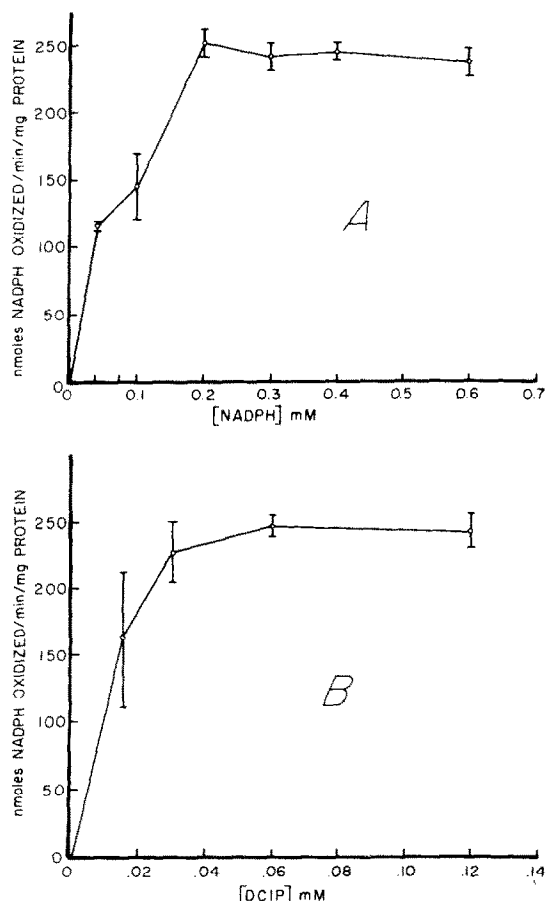 nmoles NADPH OXIDIZED/min/mg PROTEIN
250
200
150
100
50
0
A
0 0.1 0.2 0.3 0.4 0.5 0.6 0.7
[NADPH] mM
nmoles NADPH OXIDIZED/min/mg PROTEIN
250
200
150
100
50
0
B
0 .02 .04 .06 .08 .10 .12 .14
[DCIP] mM